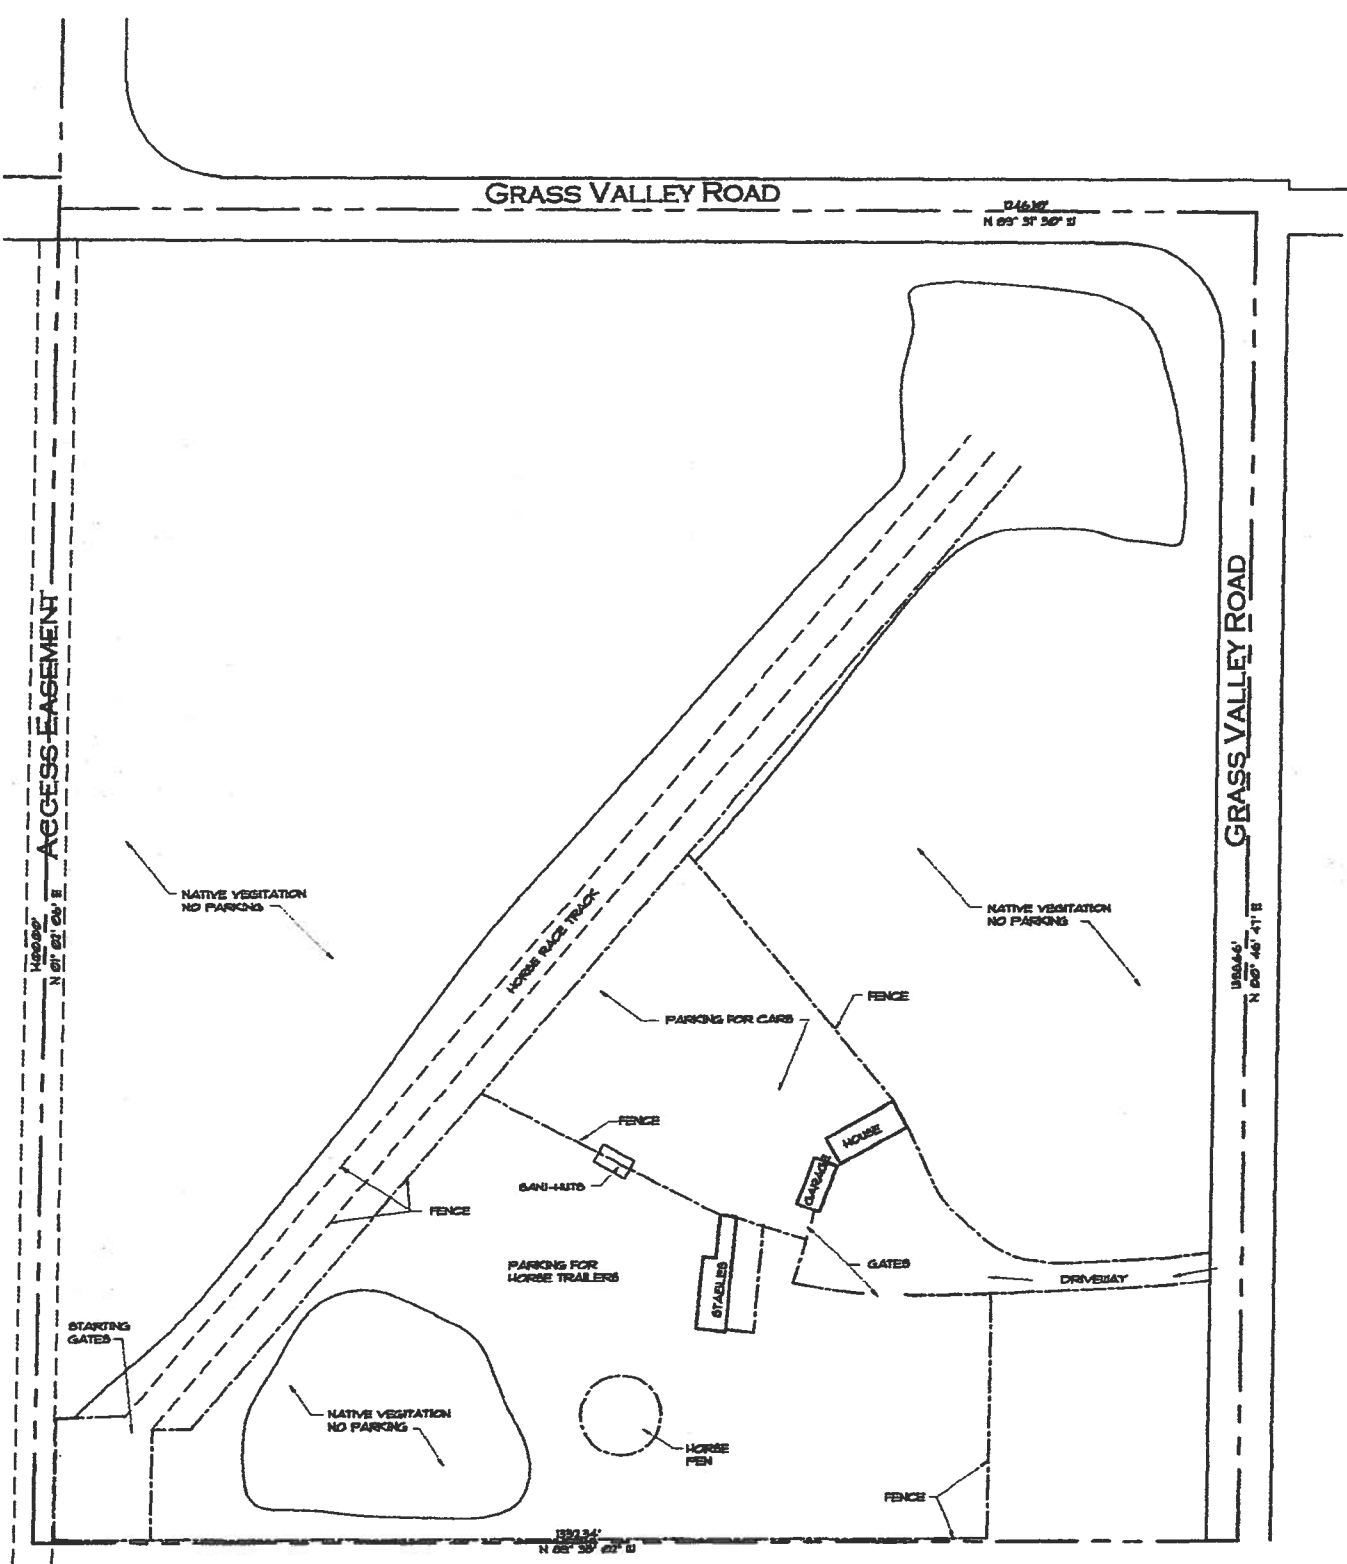 GRASS VALLEY ROAD
ACCESS EASEMENT
GRASS VALLEY ROAD
NATIVE VEGITATION
NO PARKING
NATIVE VEGITATION
NO PARKING
HORSE RACE TRACK
FENCE
PARKING FOR CARS
FENCE
HOUSE
GARAGE
SANI-HUTS
FENCE
GATES
PARKING FOR
HORSE TRAILERS
STABLES
DRIVEWAY
STARTING
GATES
NATIVE VEGITATION
NO PARKING
HORSE
PEN
FENCE